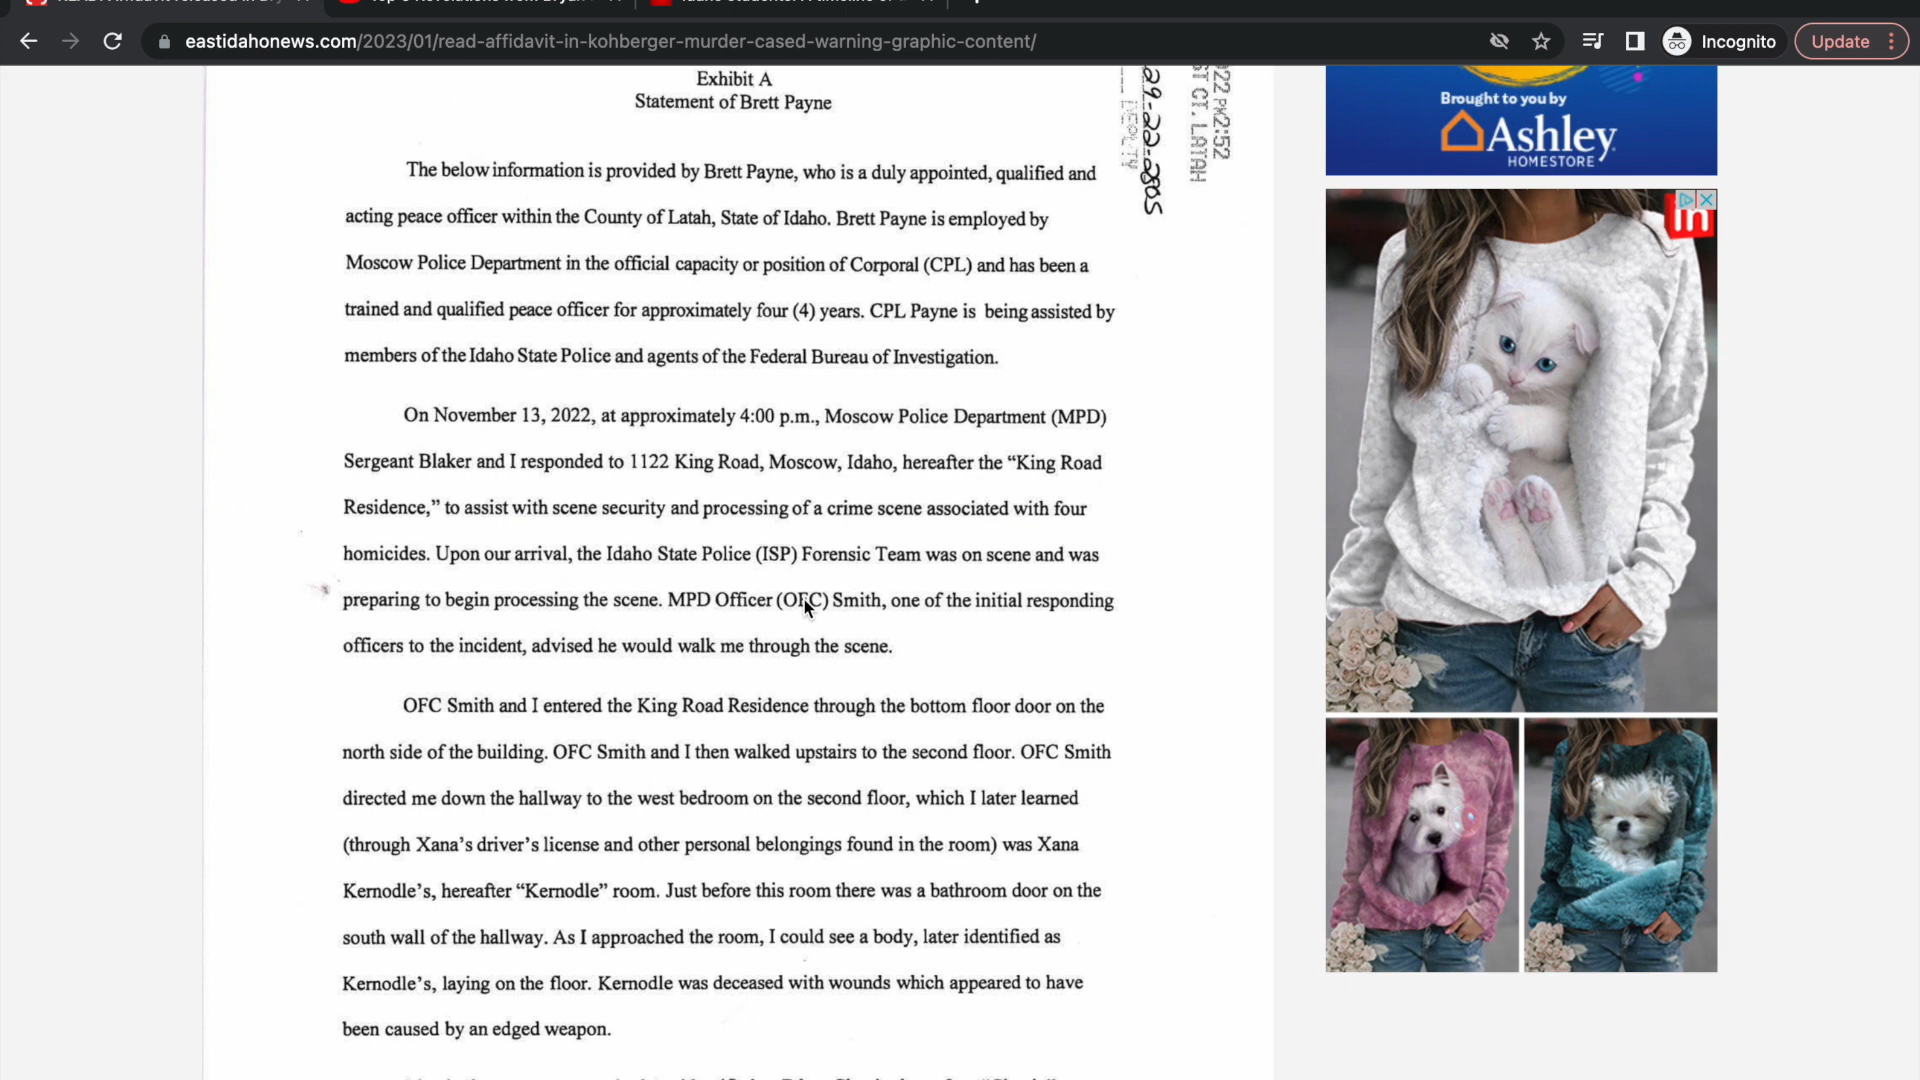 eastidahonews.com/2023/01/read-affidavit-in-kohberger-murder-cased-warning-graphic-content/
Incognito
Update
Exhibit A
Statement of Brett Payne
The below information is provided by Brett Payne, who is a duly appointed, qualified and
acting peace officer within the County of Latah, State of Idaho. Brett Payne is employed by
Moscow Police Department in the official capacity or position of Corporal (CPL) and has been a
trained and qualified peace officer for approximately four (4) years. CPL Payne is being assisted by
members of the Idaho State Police and agents of the Federal Bureau of Investigation.
On November 13, 2022, at approximately 4:00 p.m., Moscow Police Department (MPD)
Sergeant Blaker and I responded to 1122 King Road, Moscow, Idaho, hereafter the “King Road
Residence,” to assist with scene security and processing of a crime scene associated with four
homicides. Upon our arrival, the Idaho State Police (ISP) Forensic Team was on scene and was
preparing to begin processing the scene. MPD Officer (OFC) Smith, one of the initial responding
officers to the incident, advised he would walk me through the scene.
OFC Smith and I entered the King Road Residence through the bottom floor door on the
north side of the building. OFC Smith and I then walked upstairs to the second floor. OFC Smith
directed me down the hallway to the west bedroom on the second floor, which I later learned
(through Xana’s driver’s license and other personal belongings found in the room) was Xana
Kernodle’s, hereafter “Kernodle” room. Just before this room there was a bathroom door on the
south wall of the hallway. As I approached the room, I could see a body, later identified as
Kernodle’s, laying on the floor. Kernodle was deceased with wounds which appeared to have
been caused by an edged weapon.
22 PM 2:52
CT. LATAH
29-22-2805
DEPUTY
Brought to you by
Ashley
HOMESTORE
in